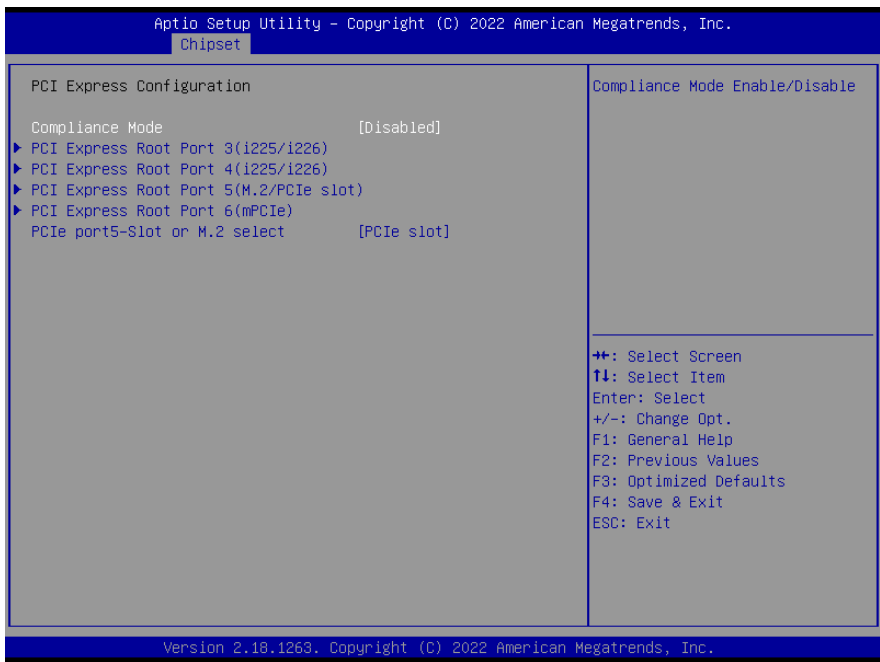 Aptio Setup Utility – Copyright (C) 2022 American Megatrends, Inc.
Chipset
PCI Express Configuration
Compliance Mode [Disabled]
PCI Express Root Port 3(i225/i226)
PCI Express Root Port 4(i225/i226)
PCI Express Root Port 5(M.2/PCIe slot)
PCI Express Root Port 6(mPCIe)
PCIe port5-Slot or M.2 select [PCIe slot]
Compliance Mode Enable/Disable
→←: Select Screen
↑↓: Select Item
Enter: Select
+/-: Change Opt.
F1: General Help
F2: Previous Values
F3: Optimized Defaults
F4: Save & Exit
ESC: Exit
Version 2.18.1263. Copyright (C) 2022 American Megatrends, Inc.